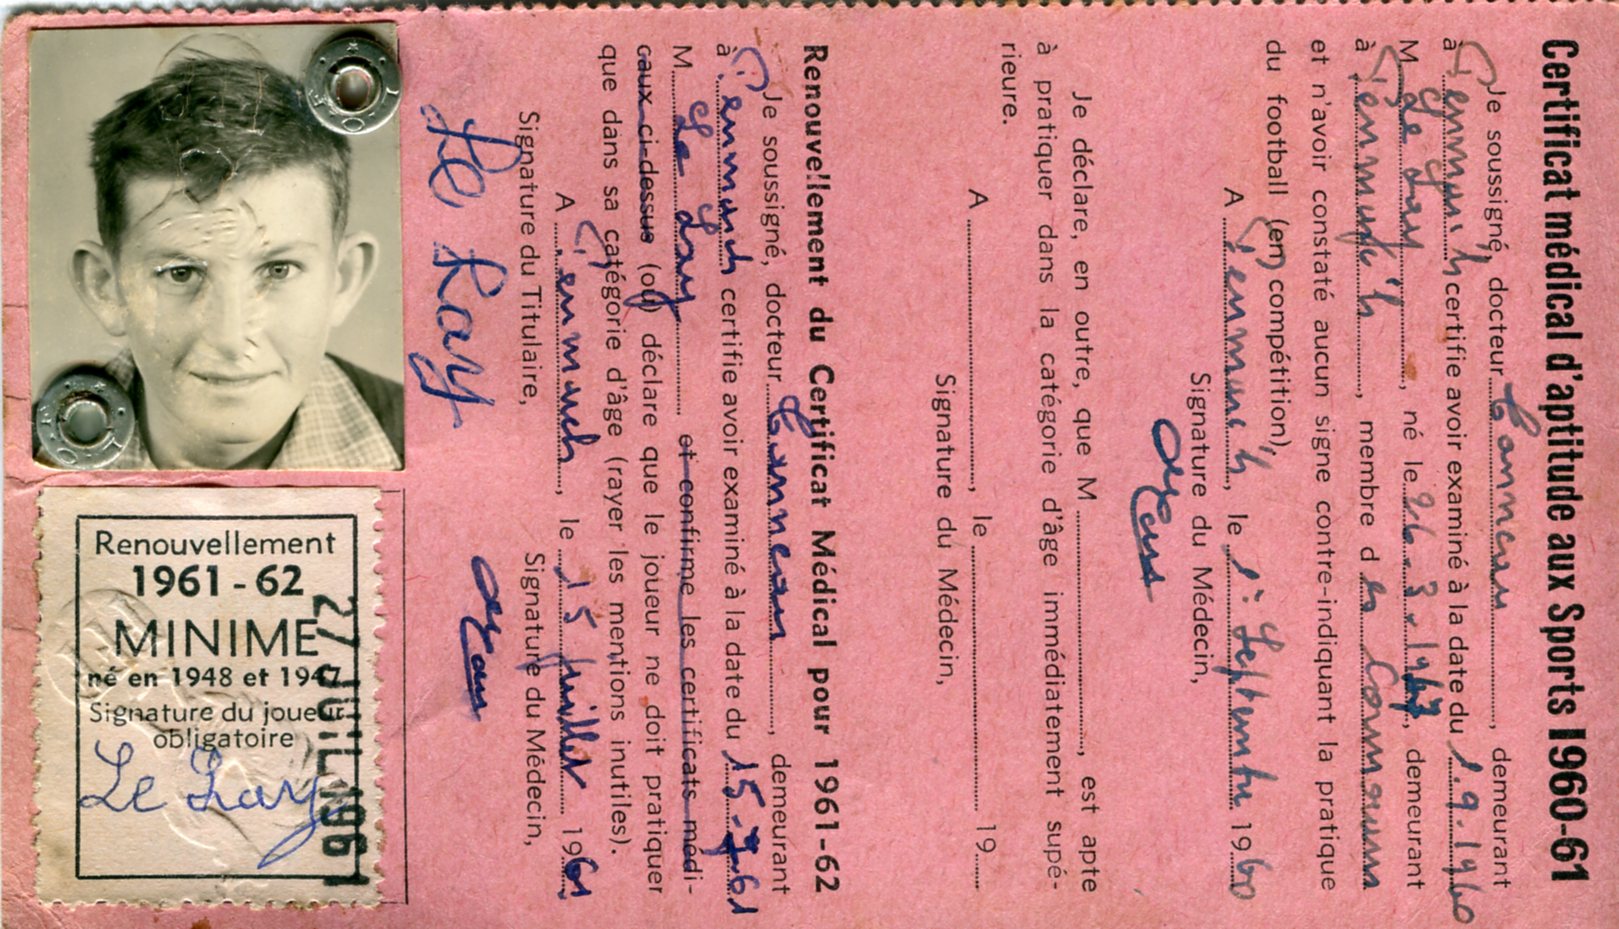 Certificat médical d'aptitude aux Sports 1960-61
Je soussigné, docteur , demeurant
à certifie avoir examiné à la date du 1.9.1960
M Le Lay , né le 26.3.1947, demeurant
à , membre d
et n'avoir constaté aucun signe contre-indiquant la pratique
du football (en compétition),
A , le 1: Septembre 1960
Signature du Médecin,
Je déclare, en outre, que M , est apte
à pratiquer dans la catégorie d'âge immédiatement supé-
rieure.
A , le 19
Signature du Médecin,
Renouvellement du Certificat Médical pour 1961-62
Je soussigné, docteur , demeurant
à certifie avoir examiné à la date du 15-7-61
M Le Lay et confirme les certificats médi-
caux ci-dessus (ou) déclare que le joueur ne doit pratiquer
que dans sa catégorie d'âge (rayer les mentions inutiles).
A , le 15 juillet 1961
Signature du Titulaire, Signature du Médecin,
Le Lay
Renouvellement
1961-62
MINIME
né en 1948 et 1947
Signature du joueur
obligatoire
Le Lay
27 JUIL 1961